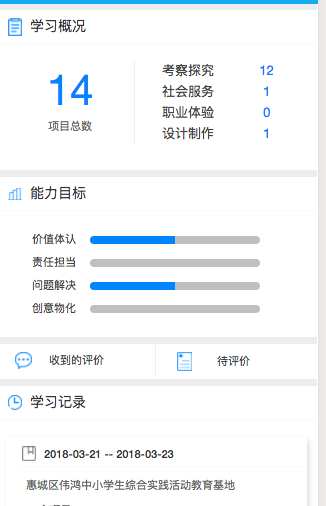 学习概况
14
项目总数
考察探究 12
社会服务 1
职业体验 0
设计制作 1
能力目标
价值体认
责任担当
问题解决
创意物化
收到的评价 待评价
学习记录
2018-03-21 -- 2018-03-23
惠城区伟鸿中小学生综合实践活动教育基地